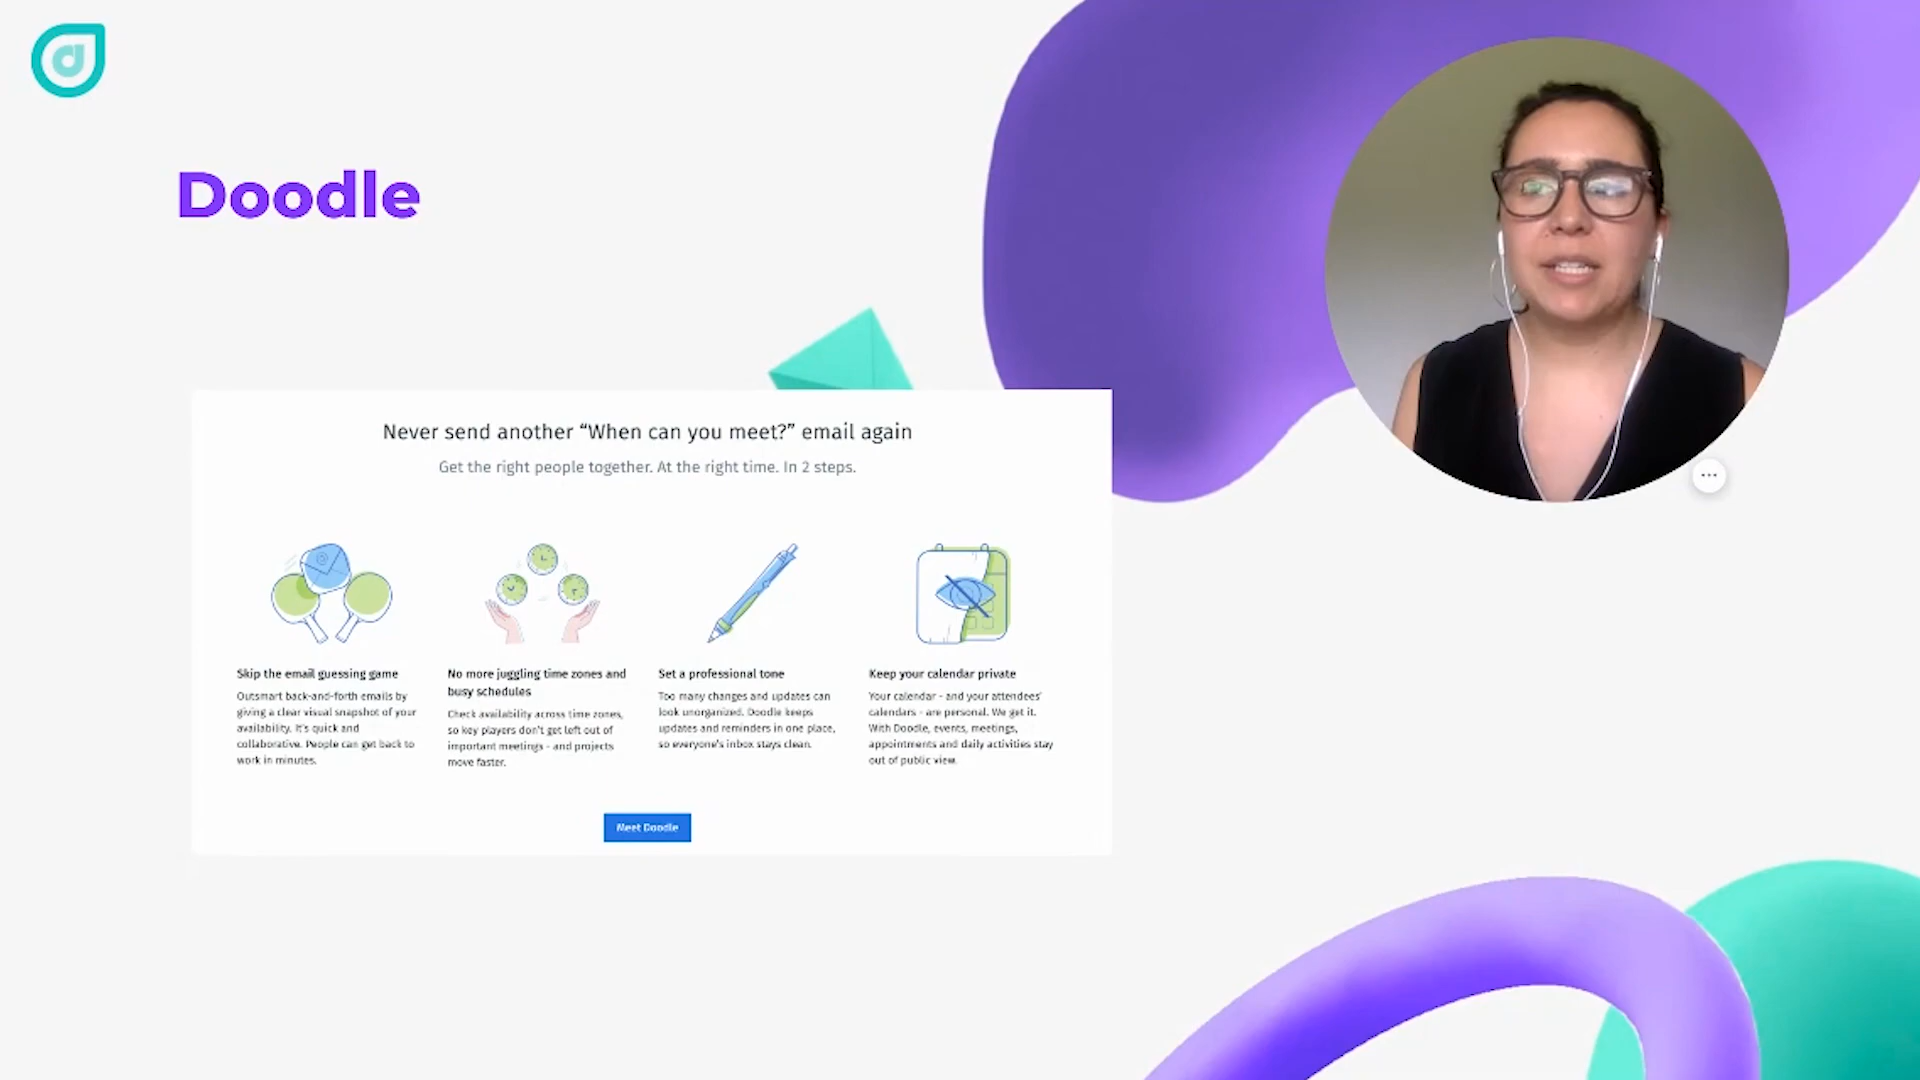 Doodle
Never send another “When can you meet?” email again
Get the right people together. At the right time. In 2 steps.
Skip the email guessing game
Outsmart back-and-forth emails by
giving a clear visual snapshot of your
availability. It's quick and
collaborative. People can get back to
work in minutes.
No more juggling time zones and
busy schedules
Check availability across time zones,
so key players don't get left out of
important meetings - and projects
move faster.
Set a professional tone
Too many changes and updates can
look unorganized. Doodle keeps
updates and reminders in one place,
so everyone's inbox stays clean.
Keep your calendar private
Your calendar - and your attendees'
calendars - are personal. We get it.
With Doodle, events, meetings,
appointments and daily activities stay
out of public view.
Meet Doodle